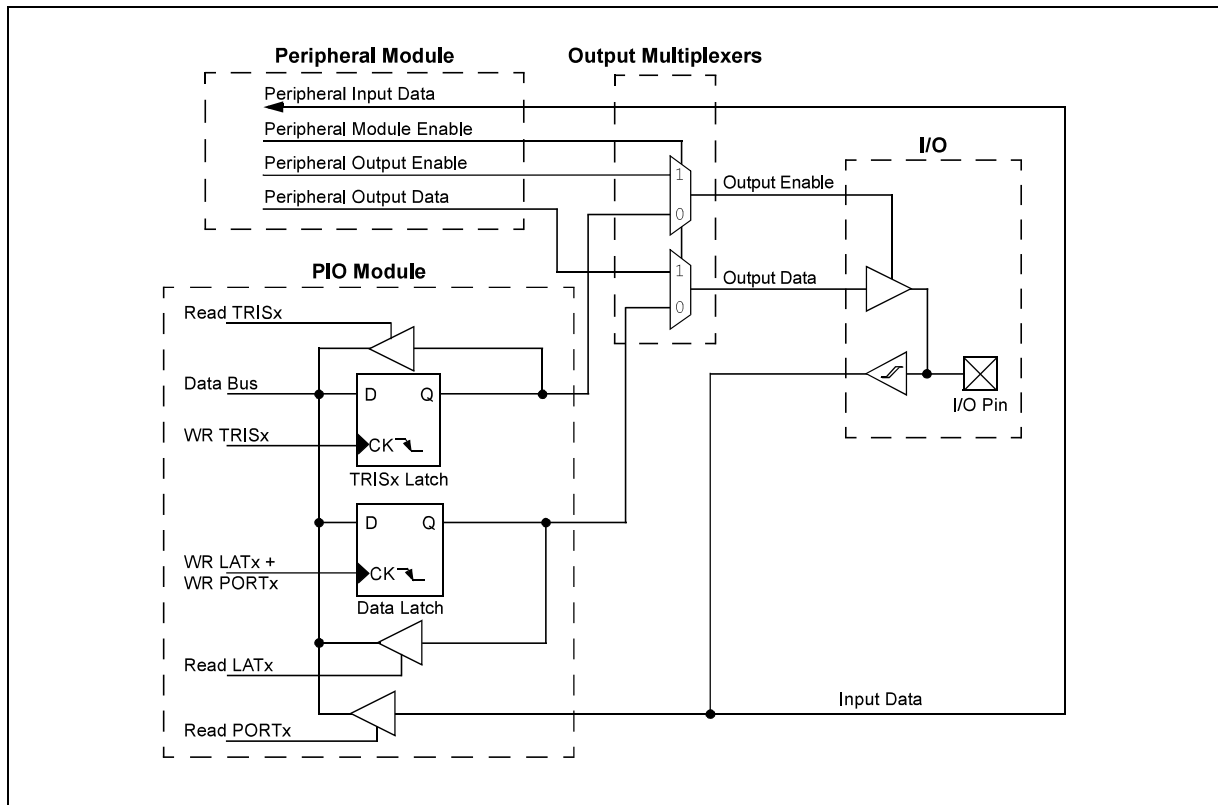 Peripheral Module
Output Multiplexers
Peripheral Input Data
Peripheral Module Enable
Peripheral Output Enable
Peripheral Output Data
1
0
1
0
Output Enable
Output Data
I/O
I/O Pin
PIO Module
Read TRISx
Data Bus
D Q
WR TRISx
CK
TRISx Latch
D Q
WR LATx +
WR PORTx
CK
Data Latch
Read LATx
Read PORTx
Input Data